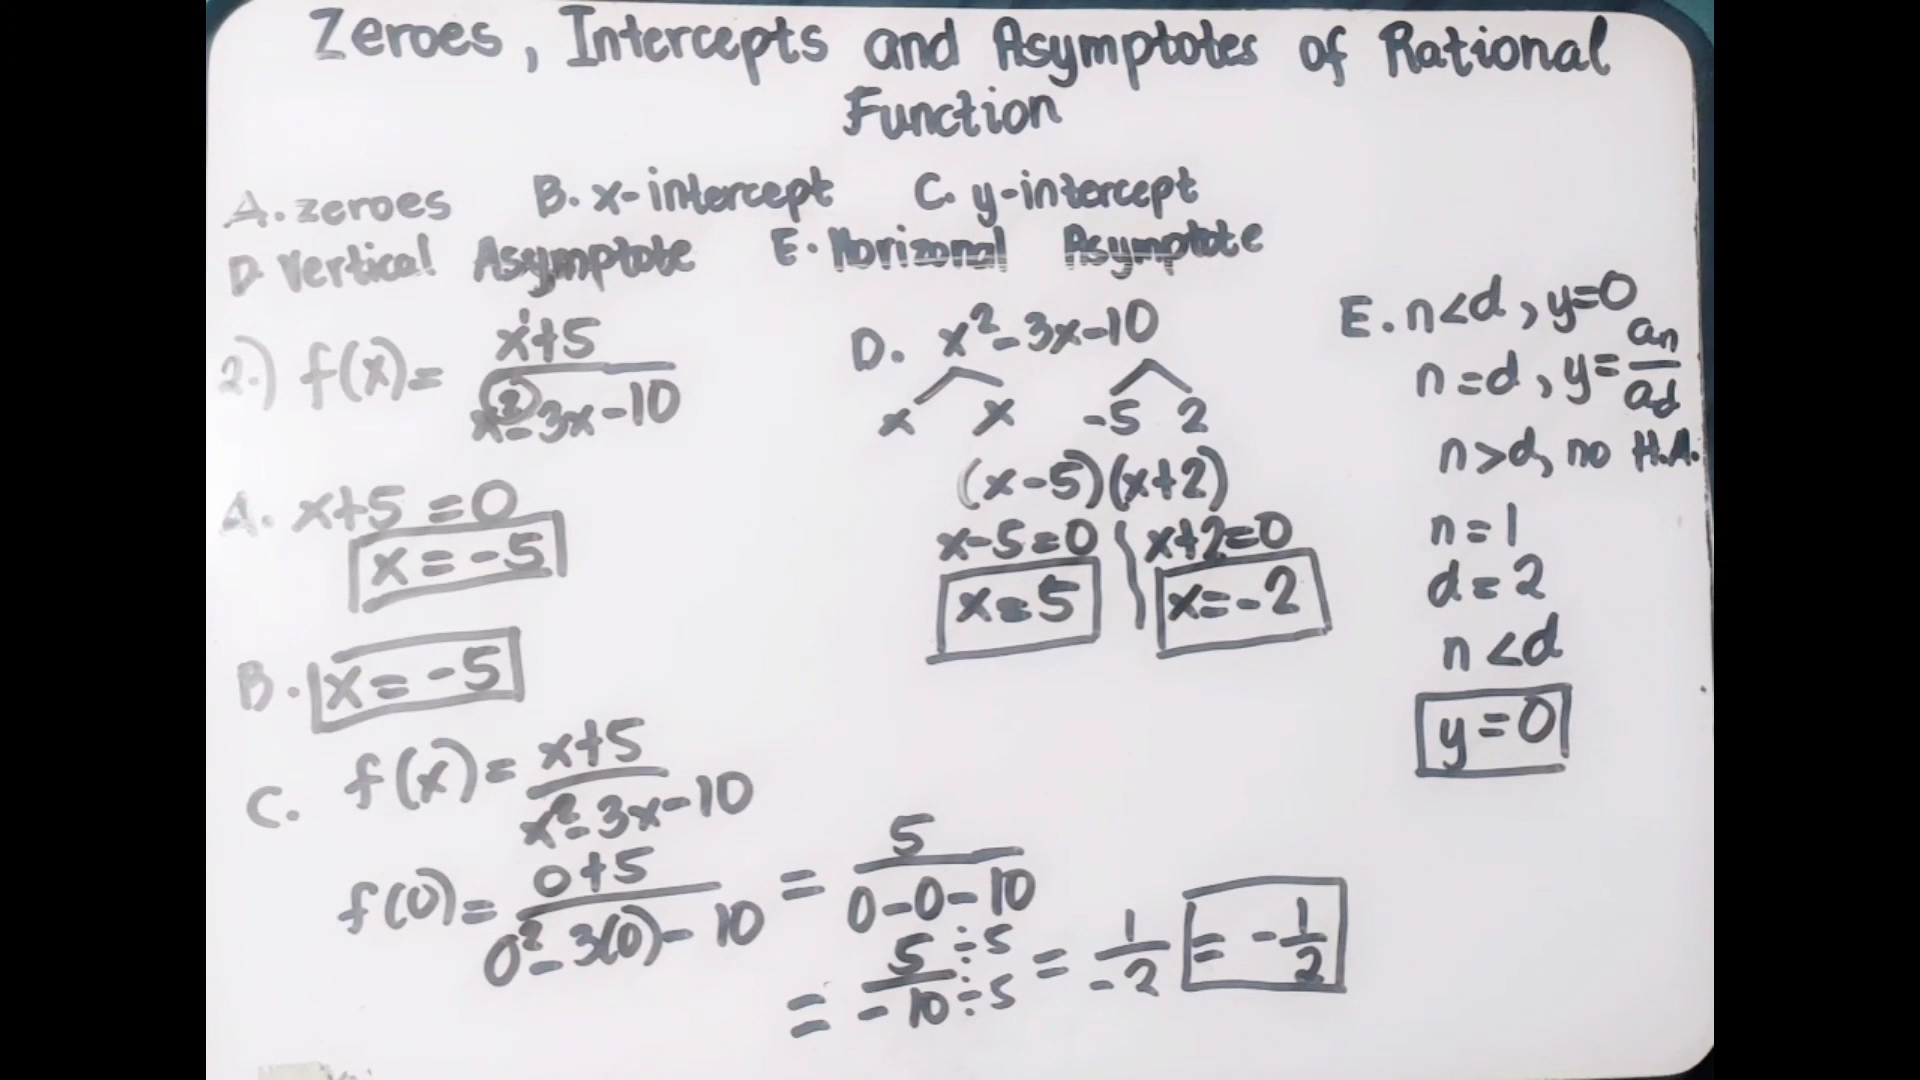 Zeroes, Intercepts and Asymptotes of Rational
Function
A. zeroes B. x-intercept C. y-intercept
D. Vertical Asymptote E. Horizonal Asymptote
2.) f(x) = x¹+5 / x²-3x-10
A. x+5 = 0
x = -5
B. x = -5
C. f(x) = x+5 / x²-3x-10
f(0) = 0+5 / 0²-3(0)-10 = 5 / 0-0-10
= 5÷5 / -10÷5 = 1/-2 = -1/2
D. x²-3x-10
x x -5 2
(x-5)(x+2)
x-5=0 x+2=0
x=5 x=-2
E. n<d, y=0
n=d, y= an/ad
n>d, no H.A.
n=1
d=2
n<d
y=0